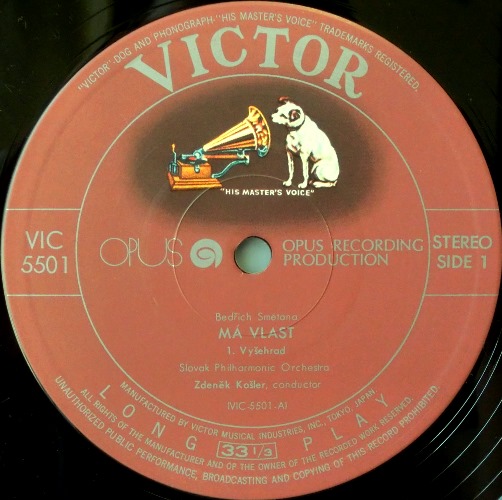 "VICTOR"-DOG AND PHONOGRAPH-"HIS MASTER'S VOICE" TRADEMARKS REGISTERED.
VICTOR
"HIS MASTER'S VOICE"
VIC
5501
OPUS
OPUS RECORDING
PRODUCTION
STEREO
SIDE 1
Bedřich Smetana
MÁ VLAST
1. Vyšehrad
Slovak Philharmonic Orchestra
Zdeněk Košler, conductor
(VIC-5501-A)
LONG 33 1/3 PLAY
MANUFACTURED BY VICTOR MUSICAL INDUSTRIES, INC., TOKYO, JAPAN
ALL RIGHTS OF THE MANUFACTURER AND OF THE OWNER OF THE RECORDED WORK RESERVED.
UNAUTHORIZED PUBLIC PERFORMANCE, BROADCASTING AND COPYING OF THIS RECORD PROHIBITED.